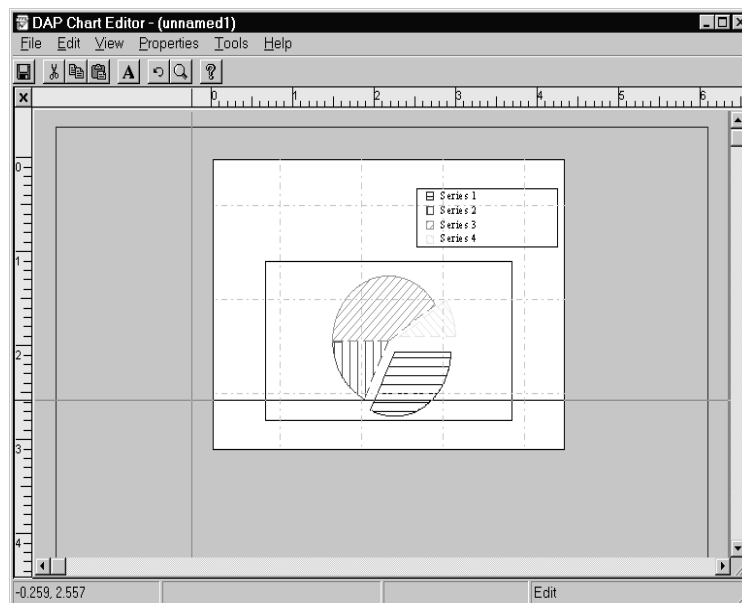 DAP Chart Editor - (unnamed1)
File Edit View Properties Tools Help
A ?
X 0 1 2 3 4 5 6
0
Series 1
Series 2
Series 3
Series 4
1
2
3
4
-0.259, 2.557 Edit